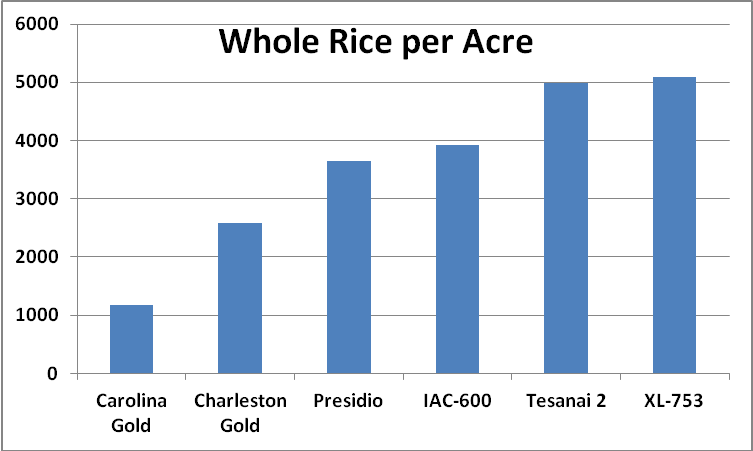 Whole Rice per Acre
6000
5000
4000
3000
2000
1000
0
Carolina Gold
Charleston Gold
Presidio
IAC-600
Tesanai 2
XL-753